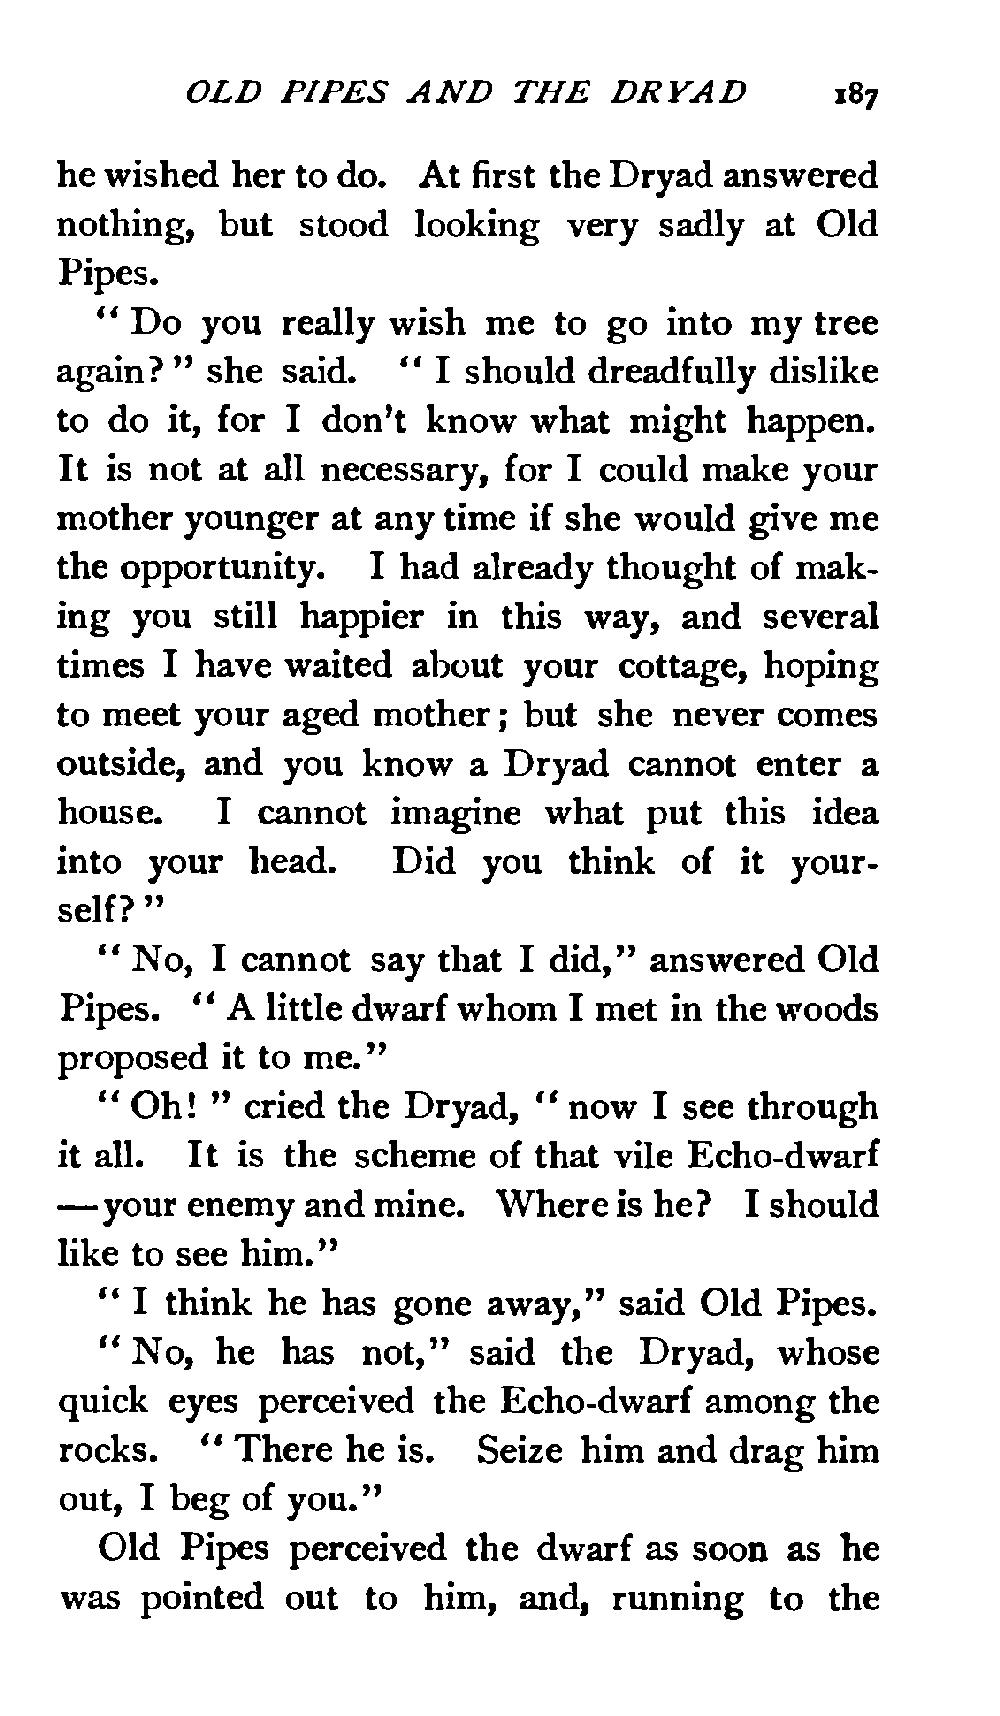 OLD PIPES AND THE DRYAD 187
he wished her to do. At first the Dryad answered
nothing, but stood looking very sadly at Old
Pipes.
"Do you really wish me to go into my tree
again?" she said. "I should dreadfully dislike
to do it, for I don't know what might happen.
It is not at all necessary, for I could make your
mother younger at any time if she would give me
the opportunity. I had already thought of mak-
ing you still happier in this way, and several
times I have waited about your cottage, hoping
to meet your aged mother; but she never comes
outside, and you know a Dryad cannot enter a
house. I cannot imagine what put this idea
into your head. Did you think of it your-
self?"
"No, I cannot say that I did," answered Old
Pipes. "A little dwarf whom I met in the woods
proposed it to me."
"Oh!" cried the Dryad, "now I see through
it all. It is the scheme of that vile Echo-dwarf
—your enemy and mine. Where is he? I should
like to see him."
"I think he has gone away," said Old Pipes.
"No, he has not," said the Dryad, whose
quick eyes perceived the Echo-dwarf among the
rocks. "There he is. Seize him and drag him
out, I beg of you."
Old Pipes perceived the dwarf as soon as he
was pointed out to him, and, running to the